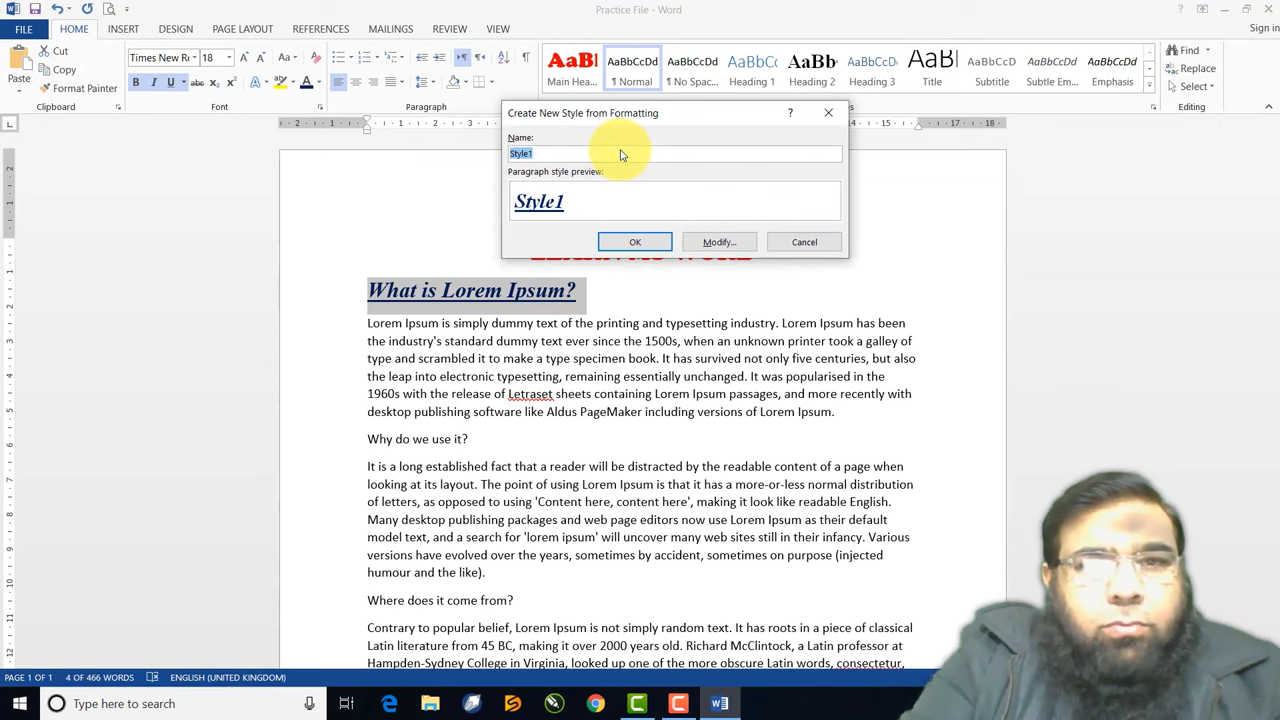 Practice File - Word
Sign in
FILE
HOME
INSERT
DESIGN
PAGE LAYOUT
REFERENCES
MAILINGS
REVIEW
VIEW
Paste
Cut
Copy
Format Painter
Clipboard
Times New R
18
Font
Paragraph
AaBl
Main Hea...
AaBbCcDd
¶ Normal
AaBbCcDd
¶ No Spac...
AaBbCc
Heading 1
AaBbCc
Heading 2
AaBbCcD
Heading 3
AaB
Title
AaBbCcD
Subtitle
AaBbCcDd
Subtle Em...
AaBbCcDd
Emphasis
Find
Replace
Select
Editing
Create New Style from Formatting
Name:
Style1
Paragraph style preview:
Style1
OK
Modify...
Cancel
What is Lorem Ipsum?
Lorem Ipsum is simply dummy text of the printing and typesetting industry. Lorem Ipsum has been
the industry's standard dummy text ever since the 1500s, when an unknown printer took a galley of
type and scrambled it to make a type specimen book. It has survived not only five centuries, but also
the leap into electronic typesetting, remaining essentially unchanged. It was popularised in the
1960s with the release of Letraset sheets containing Lorem Ipsum passages, and more recently with
desktop publishing software like Aldus PageMaker including versions of Lorem Ipsum.
Why do we use it?
It is a long established fact that a reader will be distracted by the readable content of a page when
looking at its layout. The point of using Lorem Ipsum is that it has a more-or-less normal distribution
of letters, as opposed to using 'Content here, content here', making it look like readable English.
Many desktop publishing packages and web page editors now use Lorem Ipsum as their default
model text, and a search for 'lorem ipsum' will uncover many web sites still in their infancy. Various
versions have evolved over the years, sometimes by accident, sometimes on purpose (injected
humour and the like).
Where does it come from?
Contrary to popular belief, Lorem Ipsum is not simply random text. It has roots in a piece of classical
Latin literature from 45 BC, making it over 2000 years old. Richard McClintock, a Latin professor at
Hampden-Sydney College in Virginia, looked up one of the more obscure Latin words, consectetur,
PAGE 1 OF 1
4 OF 466 WORDS
ENGLISH (UNITED KINGDOM)
Type here to search